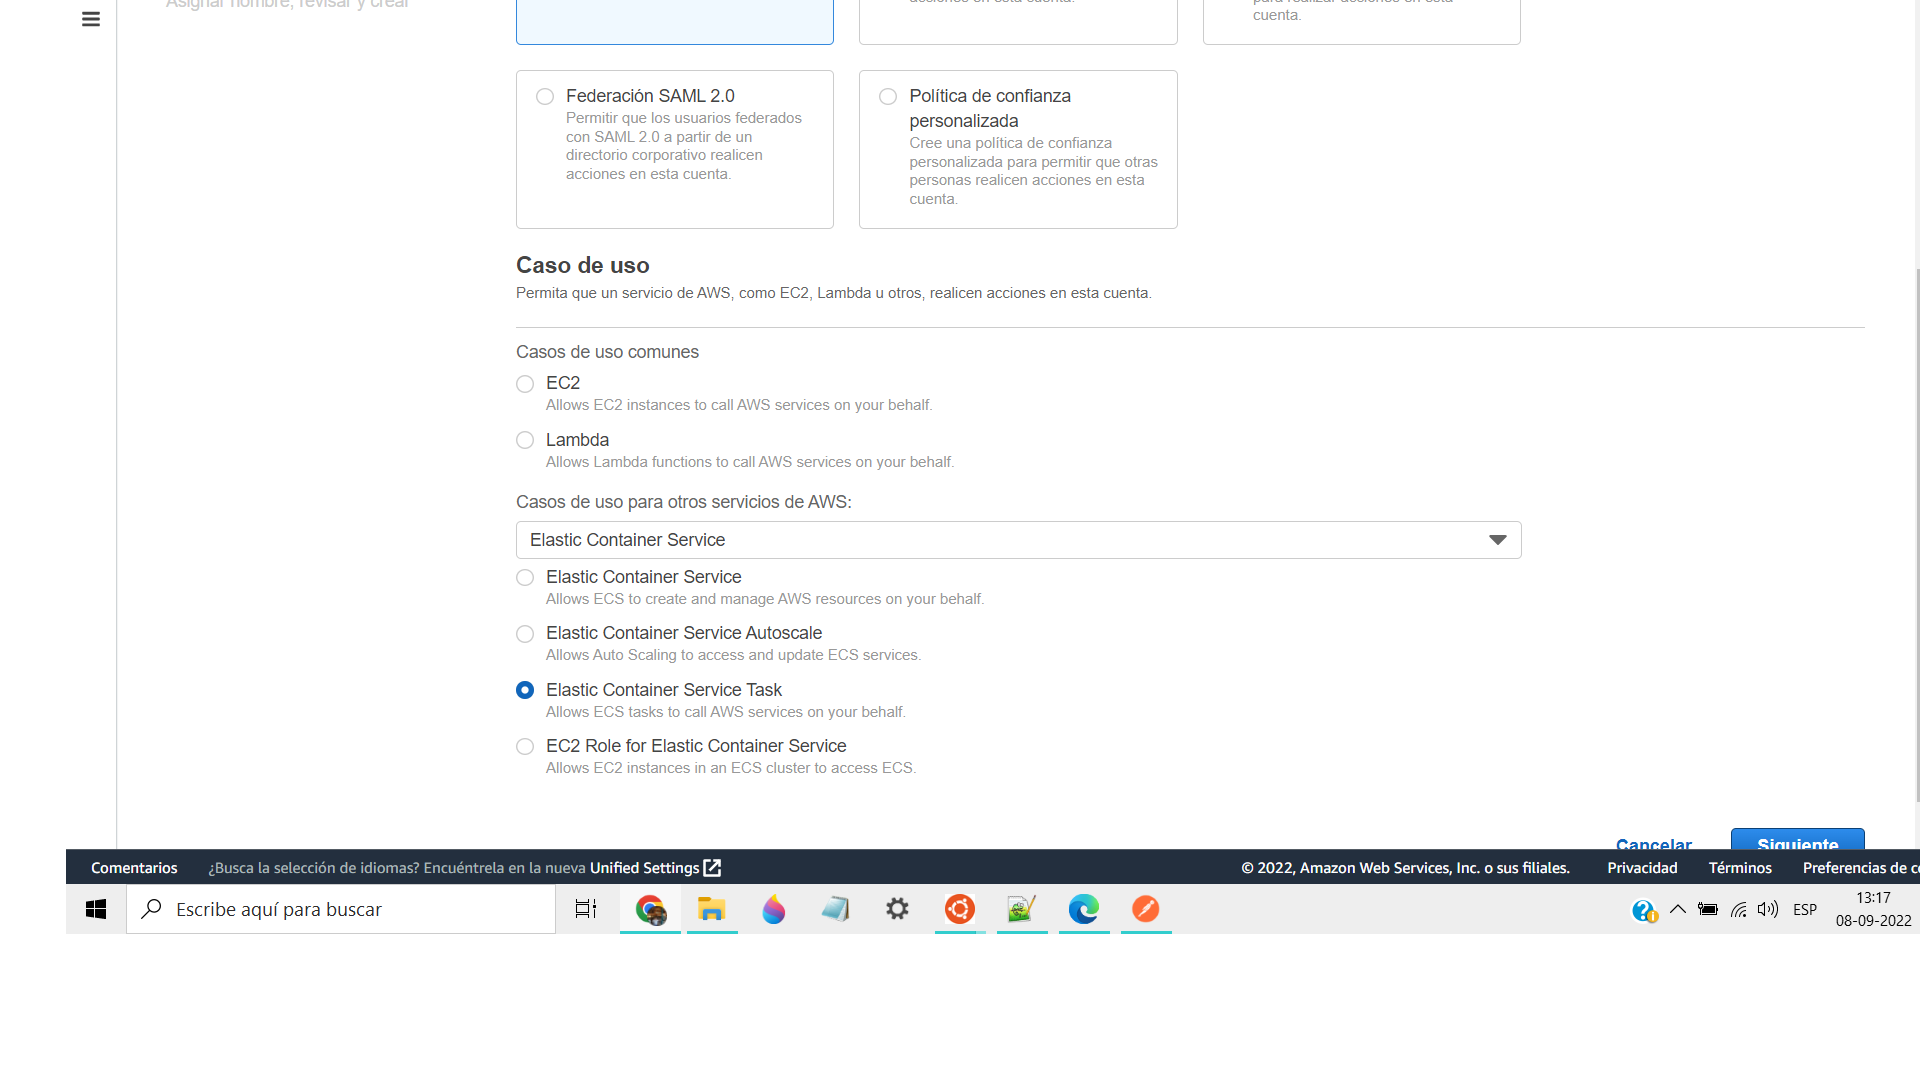 Asignar nombre, revisar y crear
acciones en esta cuenta.
para realizar acciones en esta
cuenta.
Federación SAML 2.0
Permitir que los usuarios federados
con SAML 2.0 a partir de un
directorio corporativo realicen
acciones en esta cuenta.
Política de confianza
personalizada
Cree una política de confianza
personalizada para permitir que otras
personas realicen acciones en esta
cuenta.
Caso de uso
Permita que un servicio de AWS, como EC2, Lambda u otros, realicen acciones en esta cuenta.
Casos de uso comunes
EC2
Allows EC2 instances to call AWS services on your behalf.
Lambda
Allows Lambda functions to call AWS services on your behalf.
Casos de uso para otros servicios de AWS:
Elastic Container Service
Elastic Container Service
Allows ECS to create and manage AWS resources on your behalf.
Elastic Container Service Autoscale
Allows Auto Scaling to access and update ECS services.
Elastic Container Service Task
Allows ECS tasks to call AWS services on your behalf.
EC2 Role for Elastic Container Service
Allows EC2 instances in an ECS cluster to access ECS.
Cancelar Siguiente
Comentarios ¿Busca la selección de idiomas? Encuéntrela en la nueva Unified Settings © 2022, Amazon Web Services, Inc. o sus filiales. Privacidad Términos Preferencias de c
Escribe aquí para buscar
ESP
13:17
08-09-2022